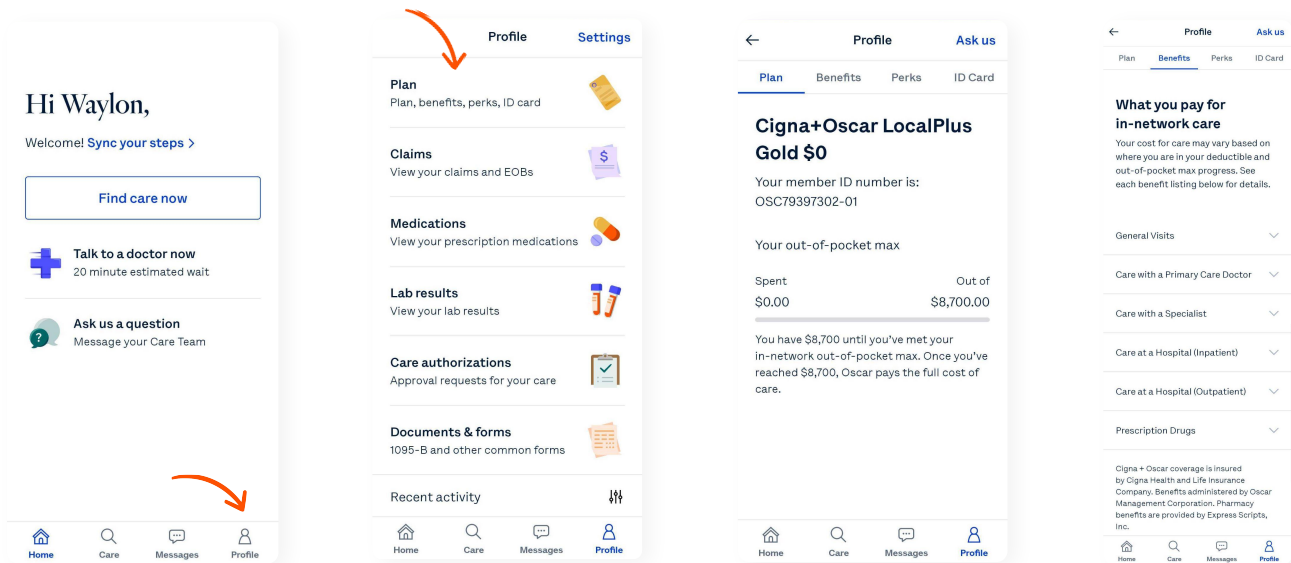 Hi Waylon,
Welcome! Sync your steps >
Find care now
Talk to a doctor now
20 minute estimated wait
Ask us a question
Message your Care Team
Home Care Messages Profile
Profile Settings
Plan
Plan, benefits, perks, ID card
Claims
View your claims and EOBs
Medications
View your prescription medications
Lab results
View your lab results
Care authorizations
Approval requests for your care
Documents & forms
1095-B and other common forms
Recent activity
Home Care Messages Profile
Profile Ask us
Plan Benefits Perks ID Card
Cigna+Oscar LocalPlus
Gold $0
Your member ID number is:
OSC79397302-01
Your out-of-pocket max
Spent Out of
$0.00 $8,700.00
You have $8,700 until you've met your
in-network out-of-pocket max. Once you've
reached $8,700, Oscar pays the full cost of
care.
Home Care Messages Profile
Profile Ask us
Plan Benefits Perks ID Card
What you pay for
in-network care
Your cost for care may vary based on
where you are in your deductible and
out-of-pocket max progress. See
each benefit listing below for details.
General Visits
Care with a Primary Care Doctor
Care with a Specialist
Care at a Hospital (Inpatient)
Care at a Hospital (Outpatient)
Prescription Drugs
Cigna + Oscar coverage is insured
by Cigna Health and Life Insurance
Company. Benefits administered by Oscar
Management Corporation. Pharmacy
benefits are provided by Express Scripts,
Inc.
Home Care Messages Profile